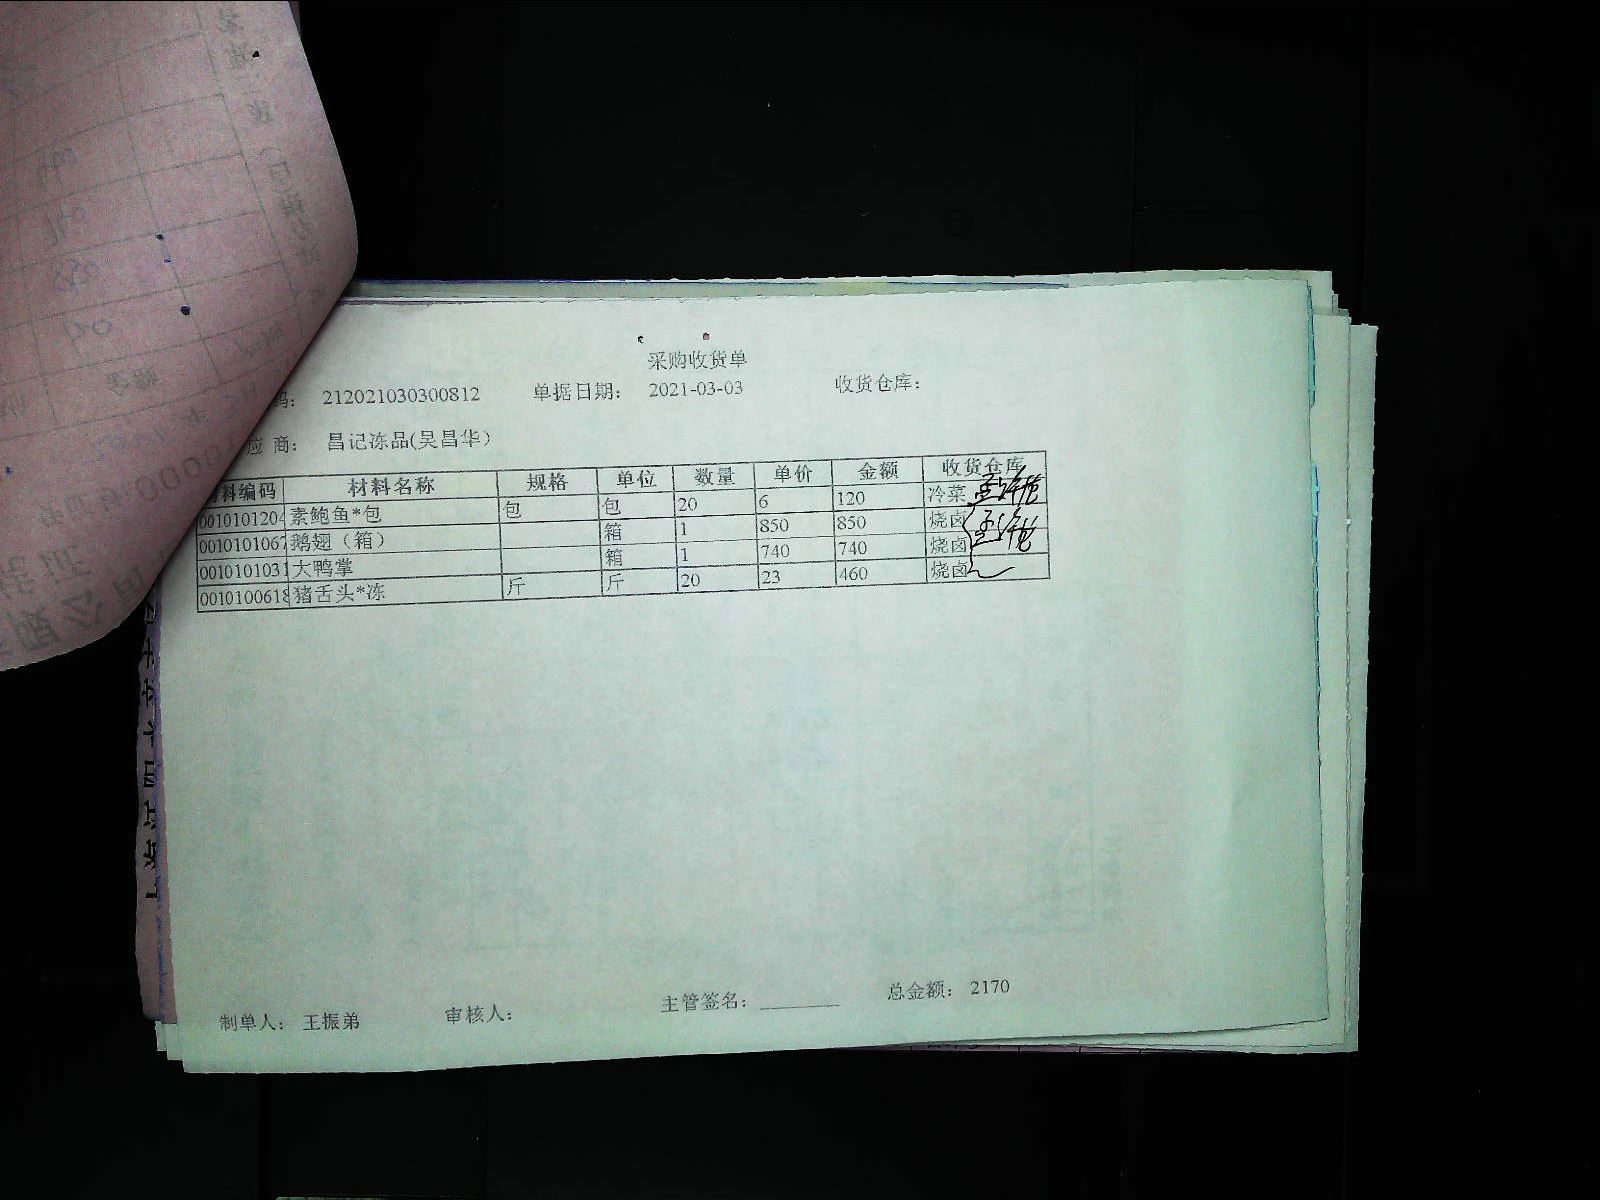 采购收货单
码： 212021030300812 单据日期： 2021-03-03 收货仓库：
应 商： 昌记冻品(吴昌华）
料编码 材料名称 规格 单位 数量 单价 金额 收货仓库
0010101204 素鲍鱼*包 包 包 20 6 120 冷菜
0010101067 鹅翅（箱） 箱 1 850 850 烧卤
0010101031 大鸭掌 箱 1 740 740 烧卤
0010100618 猪舌头*冻 斤 斤 20 23 460 烧卤
制单人： 王振弟 审核人： 主管签名： 总金额： 2170